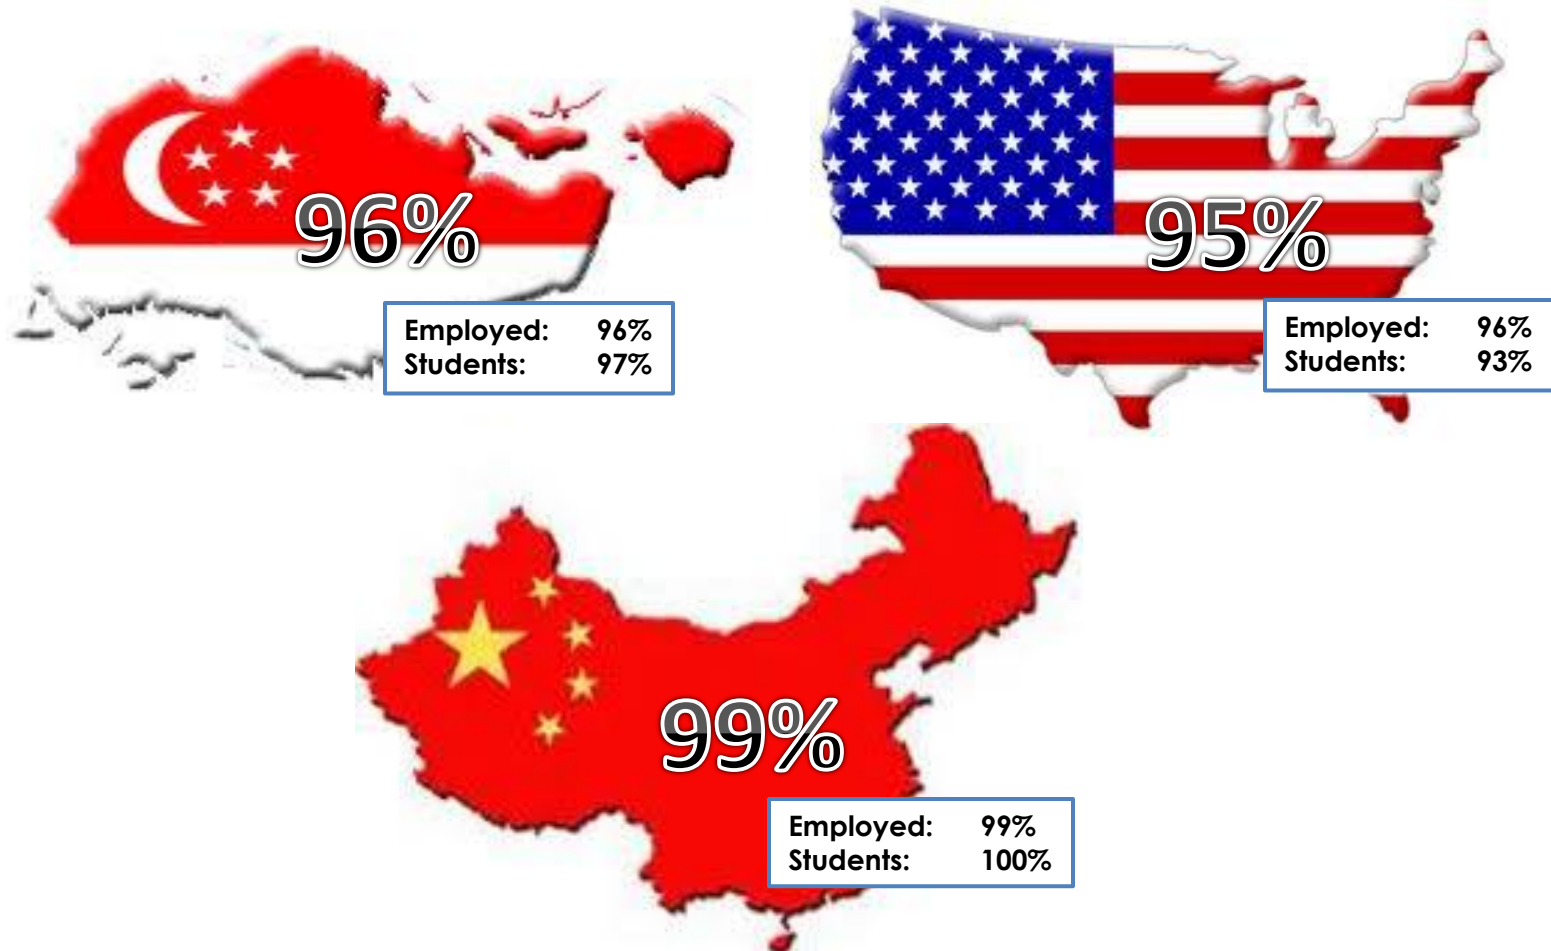 96%
Employed: 96%
Students: 97%
95%
Employed: 96%
Students: 93%
99%
Employed: 99%
Students: 100%